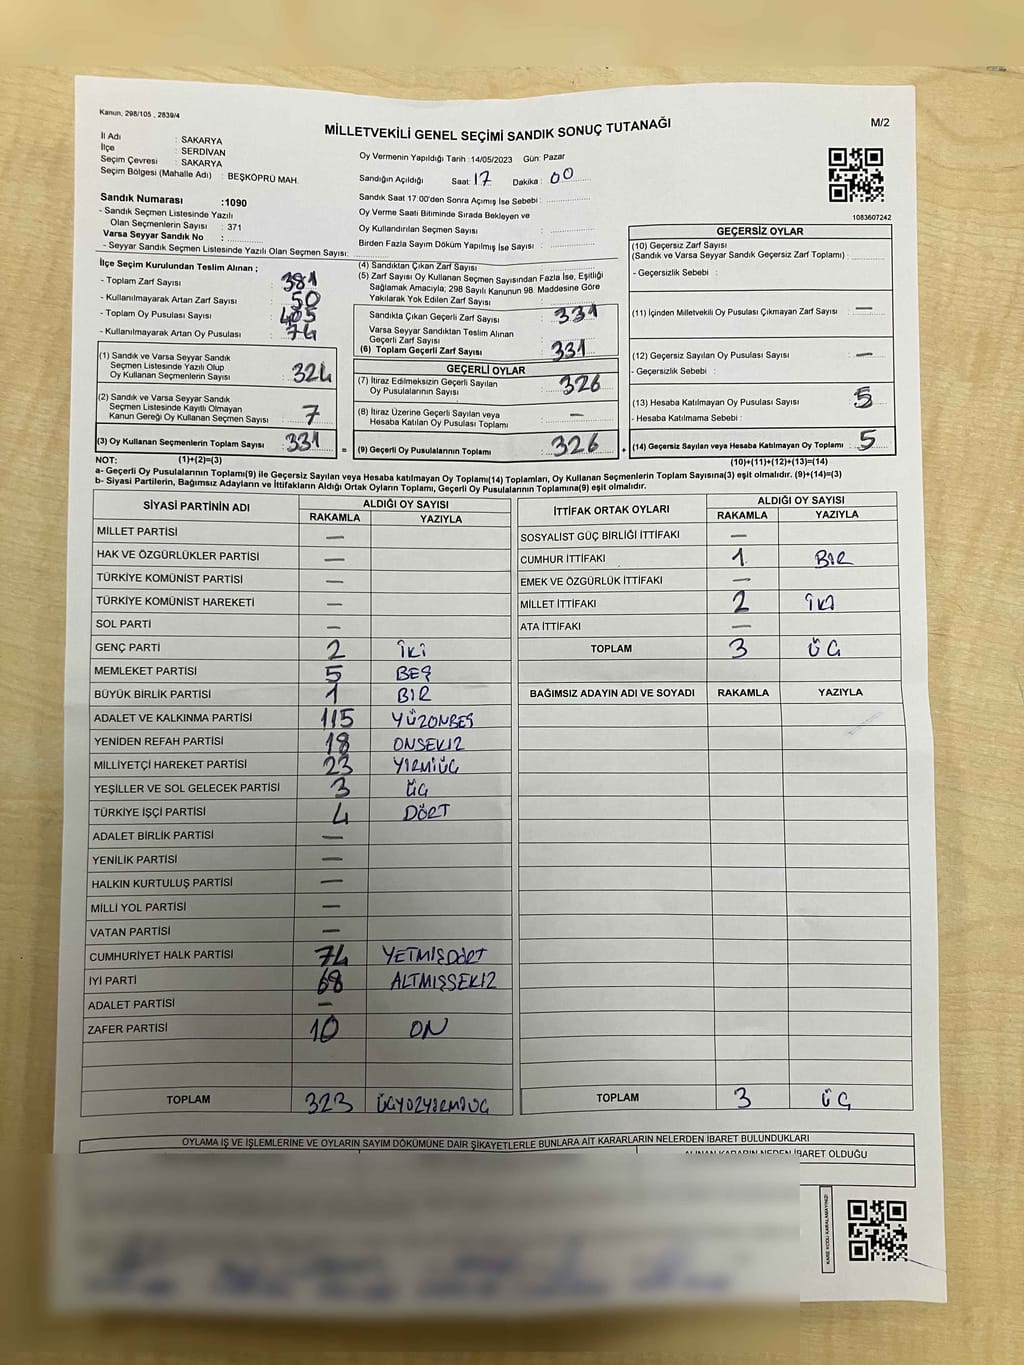 Kanun, 298/105 , 2839/4
MİLLETVEKİLİ GENEL SEÇİMİ SANDIK SONUÇ TUTANAĞI
M/2
İl Adı : SAKARYA
İlçe : SERDİVAN
Seçim Çevresi : SAKARYA
Seçim Bölgesi (Mahalle Adı) : BEŞKÖPRÜ MAH.
Sandık Numarası :1090
- Sandık Seçmen Listesinde Yazılı
Olan Seçmenlerin Sayısı : 371
Varsa Seyyar Sandık No :
- Seyyar Sandık Seçmen Listesinde Yazılı Olan Seçmen Sayısı:
Oy Vermenin Yapıldığı Tarih :14/05/2023 Gün: Pazar
Sandığın Açıldığı Saat: 17 Dakika : 00
Sandık Saat 17:00'den Sonra Açılmış İse Sebebi :
Oy Verme Saati Bitiminde Sırada Bekleyen ve
Oy Kullandırılan Seçmen Sayısı :
Birden Fazla Sayım Döküm Yapılmış İse Sayısı :
1083607242
İlçe Seçim Kurulundan Teslim Alınan ;
- Toplam Zarf Sayısı : 381
- Kullanılmayarak Artan Zarf Sayısı : 50
- Toplam Oy Pusulası Sayısı : 405
- Kullanılmayarak Artan Oy Pusulası : 74
(1) Sandık ve Varsa Seyyar Sandık
Seçmen Listesinde Yazılı Olup
Oy Kullanan Seçmenlerin Sayısı : 324
(2) Sandık ve Varsa Seyyar Sandık
Seçmen Listesinde Kayıtlı Olmayan
Kanun Gereği Oy Kullanan Seçmen Sayısı : 7
(3) Oy Kullanan Seçmenlerin Toplam Sayısı : 331 =
(4) Sandıktan Çıkan Zarf Sayısı :
(5) Zarf Sayısı Oy Kullanan Seçmen Sayısından Fazla İse, Eşitliği
Sağlamak Amacıyla; 298 Sayılı Kanunun 98. Maddesine Göre
Yakılarak Yok Edilen Zarf Sayısı :
Sandıkta Çıkan Geçerli Zarf Sayısı : 331
Varsa Seyyar Sandıktan Teslim Alınan
Geçerli Zarf Sayısı :
(6) Toplam Geçerli Zarf Sayısı : 331
GEÇERLİ OYLAR
(7) İtiraz Edilmeksizin Geçerli Sayılan
Oy Pusulalarının Sayısı : 326
(8) İtiraz Üzerine Geçerli Sayılan veya
Hesaba Katılan Oy Pusulası Toplamı : —
(9) Geçerli Oy Pusulalarının Toplamı : 326 +
GEÇERSİZ OYLAR
(10) Geçersiz Zarf Sayısı
(Sandık ve Varsa Seyyar Sandık Geçersiz Zarf Toplamı) :
- Geçersizlik Sebebi :
(11) İçinden Milletvekili Oy Pusulası Çıkmayan Zarf Sayısı : —
(12) Geçersiz Sayılan Oy Pusulası Sayısı : —
- Geçersizlik Sebebi :
(13) Hesaba Katılmayan Oy Pusulası Sayısı : 5
- Hesaba Katılmama Sebebi :
(14) Geçersiz Sayılan veya Hesaba Katılmayan Oy Toplamı : 5
NOT: (1)+(2)=(3)
(10)+(11)+(12)+(13)=(14)
a- Geçerli Oy Pusulalarının Toplamı(9) ile Geçersiz Sayılan veya Hesaba katılmayan Oy Toplamı(14) Toplamları, Oy Kullanan Seçmenlerin Toplam Sayısına(3) eşit olmalıdır. (9)+(14)=(3)
b- Siyasi Partilerin, Bağımsız Adayların ve İttifakların Aldığı Ortak Oyların Toplamı, Geçerli Oy Pusulalarının Toplamına(9) eşit olmalıdır.
SİYASİ PARTİNİN ADI ALDIĞI OY SAYISI
RAKAMLA YAZIYLA
MİLLET PARTİSİ —
HAK VE ÖZGÜRLÜKLER PARTİSİ —
TÜRKİYE KOMÜNİST PARTİSİ —
TÜRKİYE KOMÜNİST HAREKETİ —
SOL PARTİ —
GENÇ PARTİ 2 İKİ
MEMLEKET PARTİSİ 5 BEŞ
BÜYÜK BİRLİK PARTİSİ 1 BIR
ADALET VE KALKINMA PARTİSİ 115 YÜZONBEŞ
YENİDEN REFAH PARTİSİ 18 ONSEKIZ
MİLLİYETÇİ HAREKET PARTİSİ 23 YIRMIÜÇ
YEŞİLLER VE SOL GELECEK PARTİSİ 3 ÜÇ
TÜRKİYE İŞÇİ PARTİSİ 4 DÖRT
ADALET BİRLİK PARTİSİ —
YENİLİK PARTİSİ —
HALKIN KURTULUŞ PARTİSİ —
MİLLİ YOL PARTİSİ —
VATAN PARTİSİ —
CUMHURİYET HALK PARTİSİ 74 YETMIŞDÖRT
İYİ PARTİ 68 ALTMIŞSEKIZ
ADALET PARTİSİ —
ZAFER PARTİSİ 10 ON
TOPLAM 323 ÜÇYÜZYIRMIÜÇ
İTTİFAK ORTAK OYLARI ALDIĞI OY SAYISI
RAKAMLA YAZIYLA
SOSYALİST GÜÇ BİRLİĞİ İTTİFAKI —
CUMHUR İTTİFAKI 1 BIR
EMEK VE ÖZGÜRLÜK İTTİFAKI —
MİLLET İTTİFAKI 2 İKİ
ATA İTTİFAKI —
TOPLAM 3 ÜÇ
BAĞIMSIZ ADAYIN ADI VE SOYADI RAKAMLA YAZIYLA
TOPLAM 3 ÜÇ
OYLAMA İŞ VE İŞLEMLERİNE VE OYLARIN SAYIM DÖKÜMÜNE DAİR ŞİKAYETLERLE BUNLARA AİT KARARLARIN NELERDEN İBARET BULUNDUKLARI
ALINAN KARARIN NEDEN İBARET OLDUĞU
KARE KODU KARALAMAYINIZ!